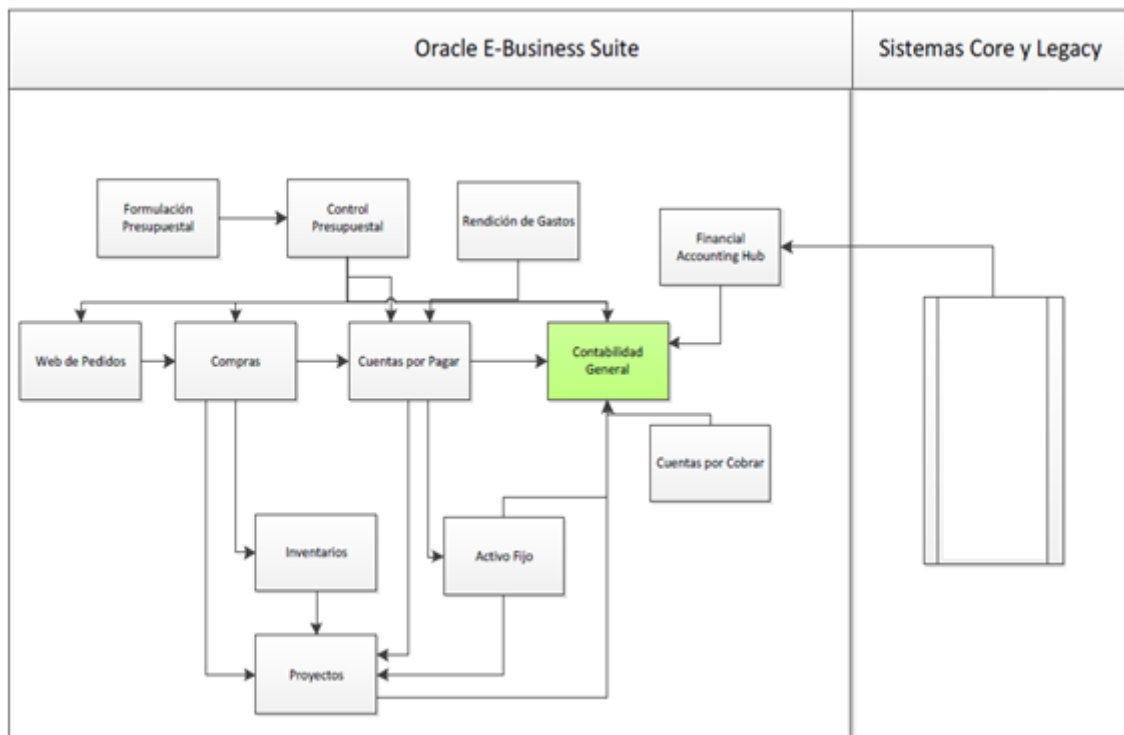 Oracle E-Business Suite
Sistemas Core y Legacy
Formulación
Presupuestal
Control
Presupuestal
Rendición de Gastos
Financial
Accounting Hub
Web de Pedidos
Compras
Cuentas por Pagar
Contabilidad
General
Cuentas por Cobrar
Inventarios
Activo Fijo
Proyectos